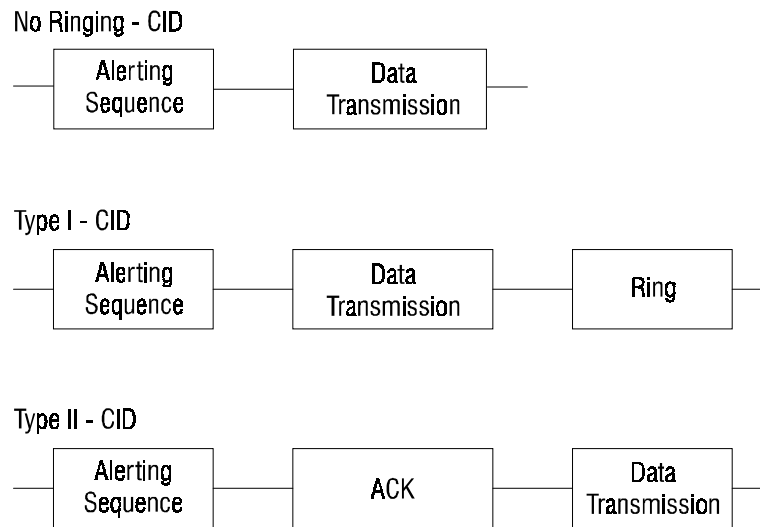 No Ringing - CID
Alerting
Sequence
Data
Transmission
Type I - CID
Alerting
Sequence
Data
Transmission
Ring
Type II - CID
Alerting
Sequence
ACK
Data
Transmission